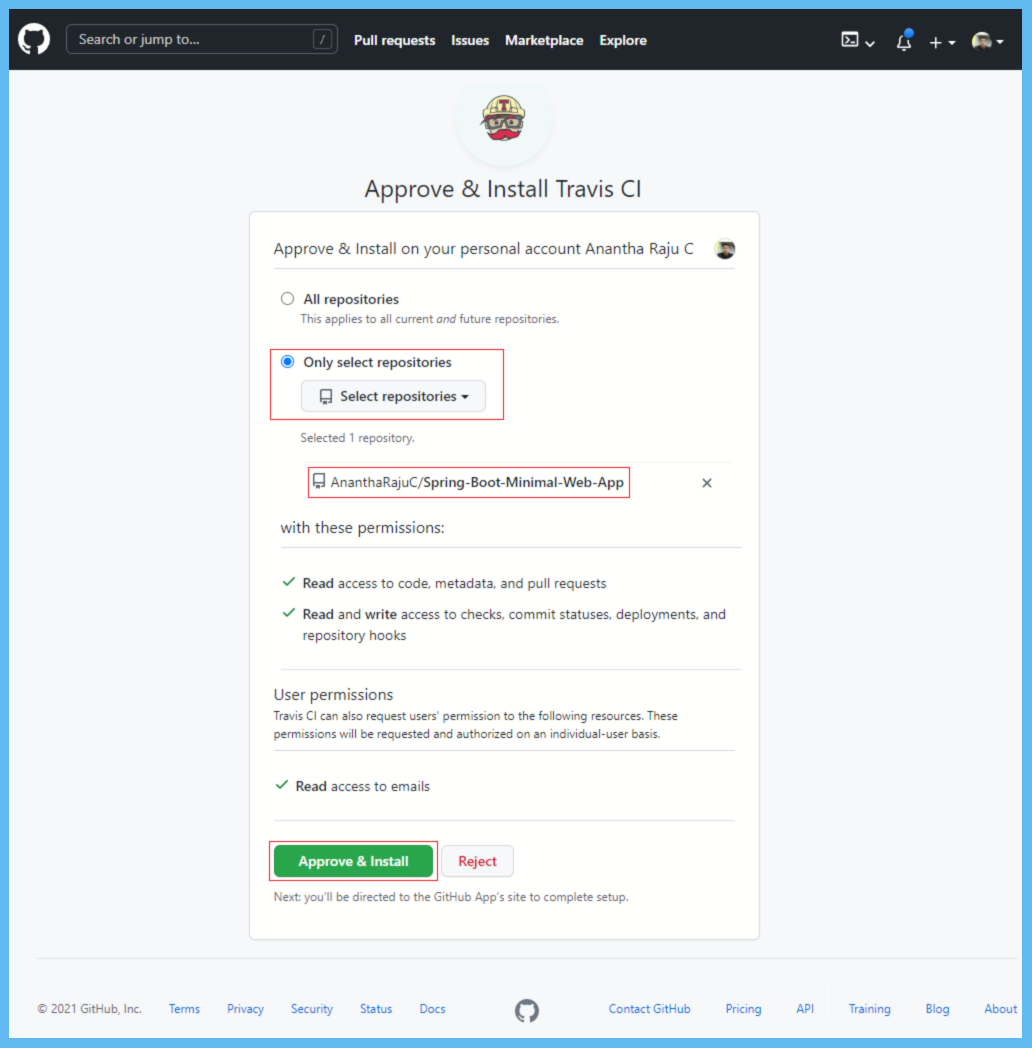 Search or jump to... /
Pull requests Issues Marketplace Explore
T
Approve & Install Travis CI
Approve & Install on your personal account Anantha Raju C
All repositories
This applies to all current and future repositories.
Only select repositories
Select repositories
Selected 1 repository.
AnanthaRajuC/Spring-Boot-Minimal-Web-App
with these permissions:
Read access to code, metadata, and pull requests
Read and write access to checks, commit statuses, deployments, and
repository hooks
User permissions
Travis CI can also request users' permission to the following resources. These
permissions will be requested and authorized on an individual-user basis.
Read access to emails
Approve & Install Reject
Next: you'll be directed to the GitHub App's site to complete setup.
© 2021 GitHub, Inc. Terms Privacy Security Status Docs Contact GitHub Pricing API Training Blog About